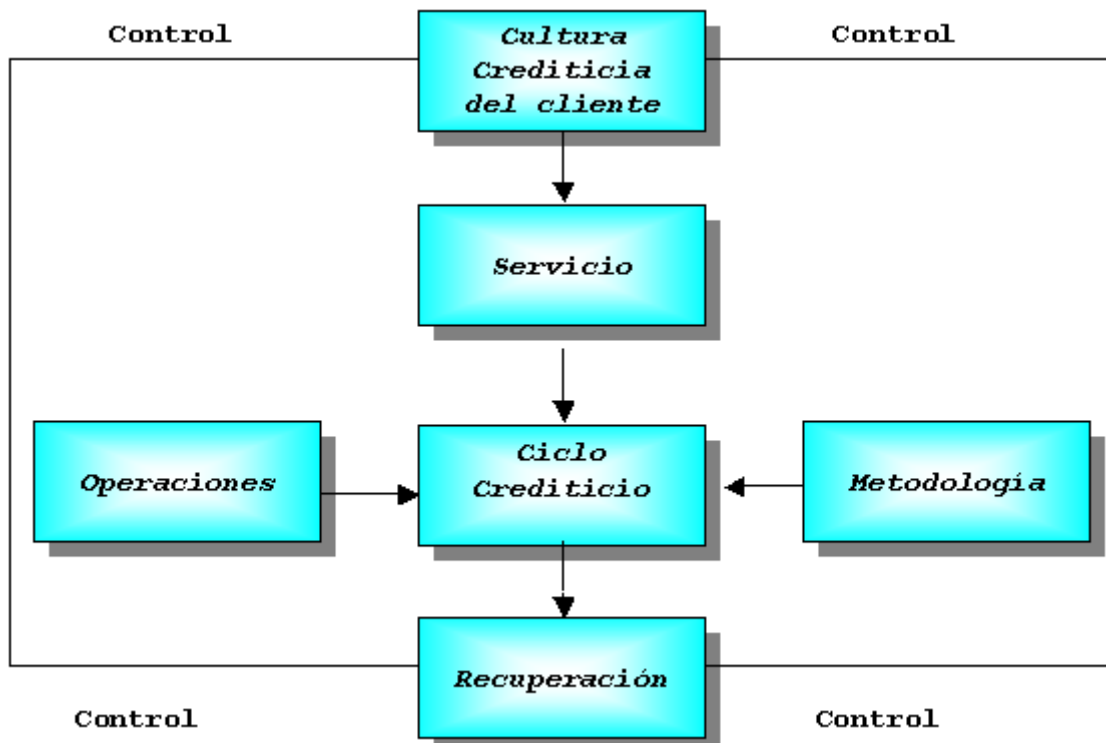 Control
Cultura
Crediticia
del cliente
Control
Servicio
Operaciones
Ciclo
Crediticio
Metodología
Recuperación
Control
Control